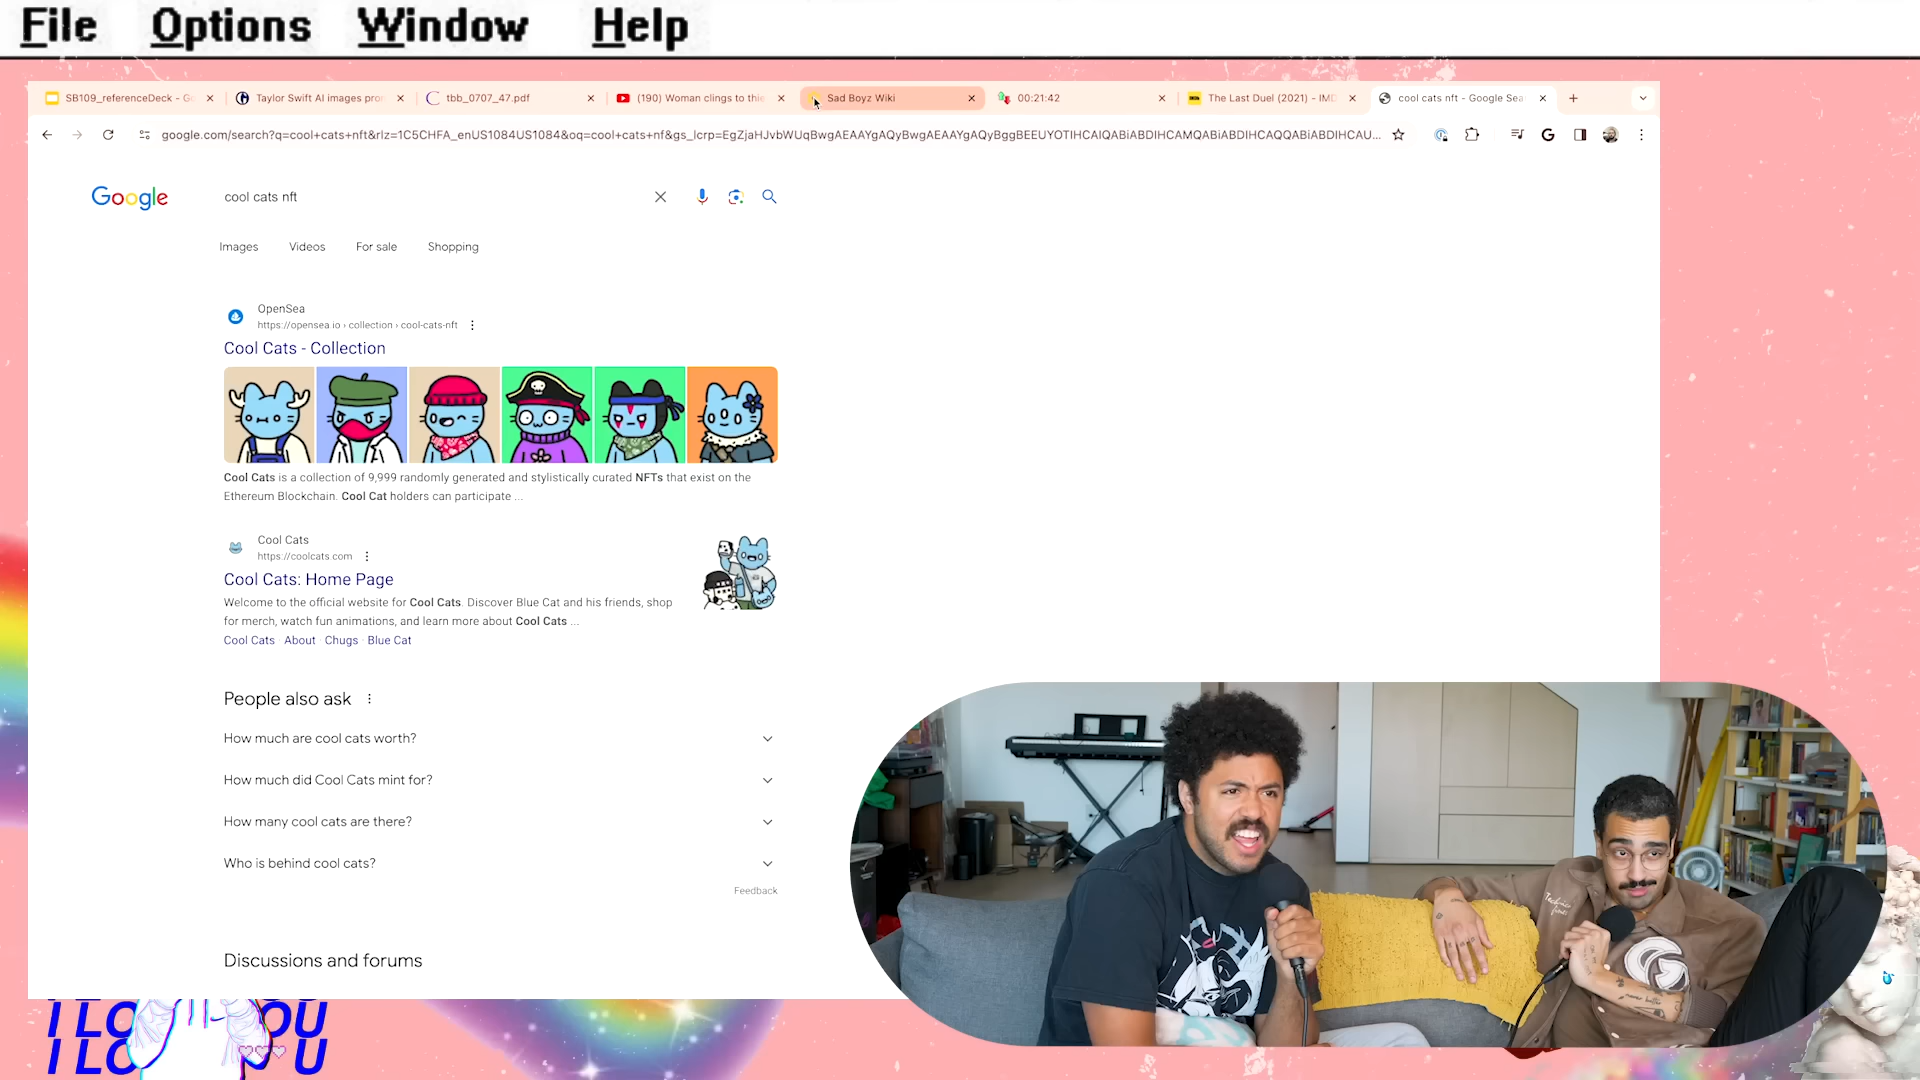 File Options Window Help
SB109_referenceDeck - Go
Taylor Swift AI images pro
tbb_0707_47.pdf
(190) Woman clings to thie
Sad Boyz Wiki
00:21:42
The Last Duel (2021) - IMD
cool cats nft - Google Sea
google.com/search?q=cool+cats+nft&rlz=1C5CHFA_enUS1084US1084&oq=cool+cats+nf&gs_lcrp=EgZjaHJvbWUqBwgAEAAYgAQyBwgAEAAYgAQyBggBEEUYOTIHCAIQABiABDIHCAMQABiABDIHCAQQABiABDIHCAU...
Google
cool cats nft
Images Videos For sale Shopping
OpenSea
https://opensea.io › collection › cool-cats-nft
Cool Cats - Collection
Cool Cats is a collection of 9,999 randomly generated and stylistically curated NFTs that exist on the
Ethereum Blockchain. Cool Cat holders can participate ...
Cool Cats
https://coolcats.com
Cool Cats: Home Page
Welcome to the official website for Cool Cats. Discover Blue Cat and his friends, shop
for merch, watch fun animations, and learn more about Cool Cats ...
Cool Cats · About · Chugs · Blue Cat
People also ask
How much are cool cats worth?
How much did Cool Cats mint for?
How many cool cats are there?
Who is behind cool cats?
Feedback
Discussions and forums
I LO OU
I LO U